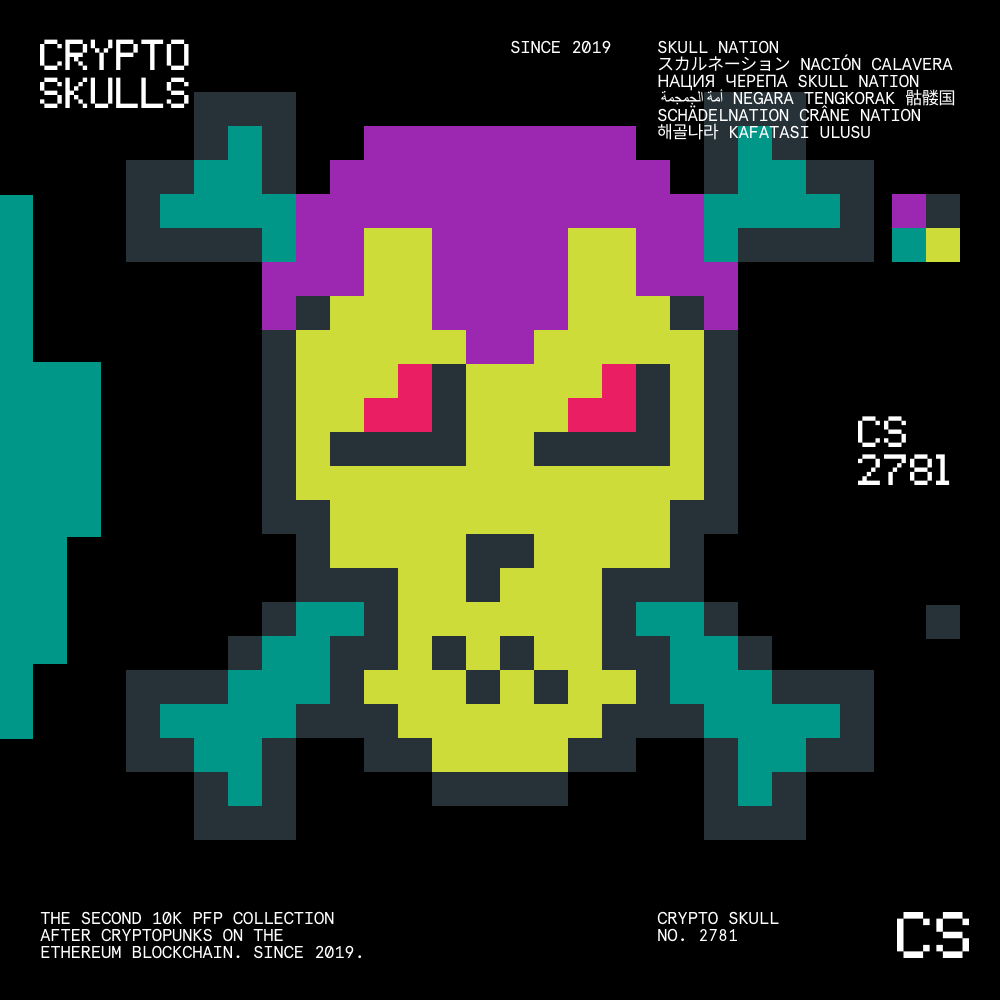 CRYPTO
SKULLS
SINCE 2019
SKULL NATION
スカルネーション NACIÓN CALAVERA
НАЦИЯ ЧЕРЕПА SKULL NATION
أمة الجمجمة NEGARA TENGKORAK 骷髅国
SCHÄDELNATION CRÂNE NATION
해골나라 KAFATASI ULUSU
CS
2781
THE SECOND 10K PFP COLLECTION
AFTER CRYPTOPUNKS ON THE
ETHEREUM BLOCKCHAIN. SINCE 2019.
CRYPTO SKULL
NO. 2781
CS